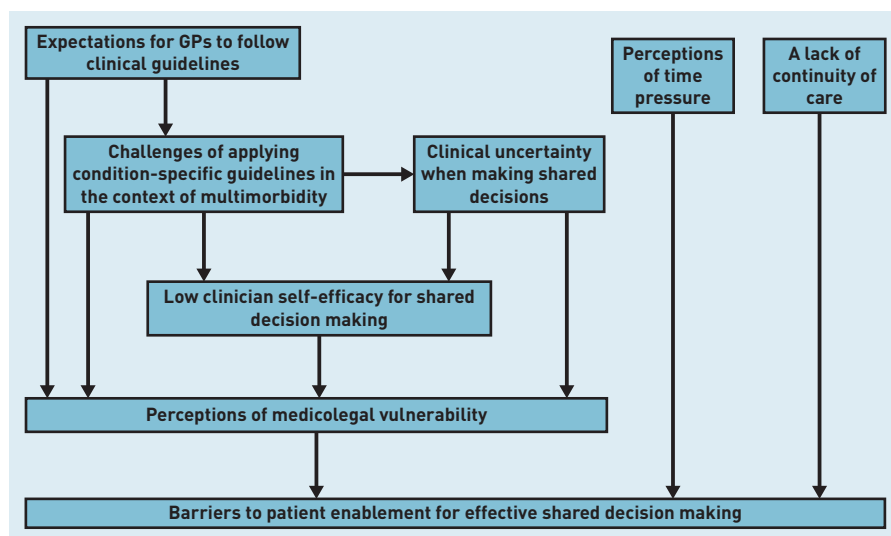 Expectations for GPs to follow
clinical guidelines
Perceptions
of time
pressure
A lack of
continuity of
care
Challenges of applying
condition-specific guidelines in
the context of multimorbidity
Clinical uncertainty
when making shared
decisions
Low clinician self-efficacy for shared
decision making
Perceptions of medicolegal vulnerability
Barriers to patient enablement for effective shared decision making